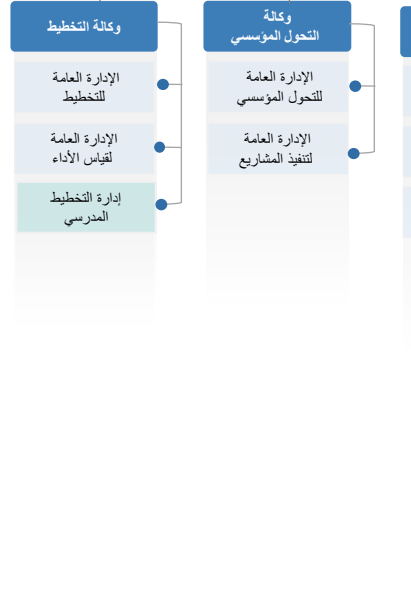 وكالة
التحول المؤسسي
الإدارة العامة
للتحول المؤسسي
الإدارة العامة
لتنفيذ المشاريع
وكالة التخطيط
الإدارة العامة
للتخطيط
الإدارة العامة
لقياس الأداء
إدارة التخطيط
المدرسي